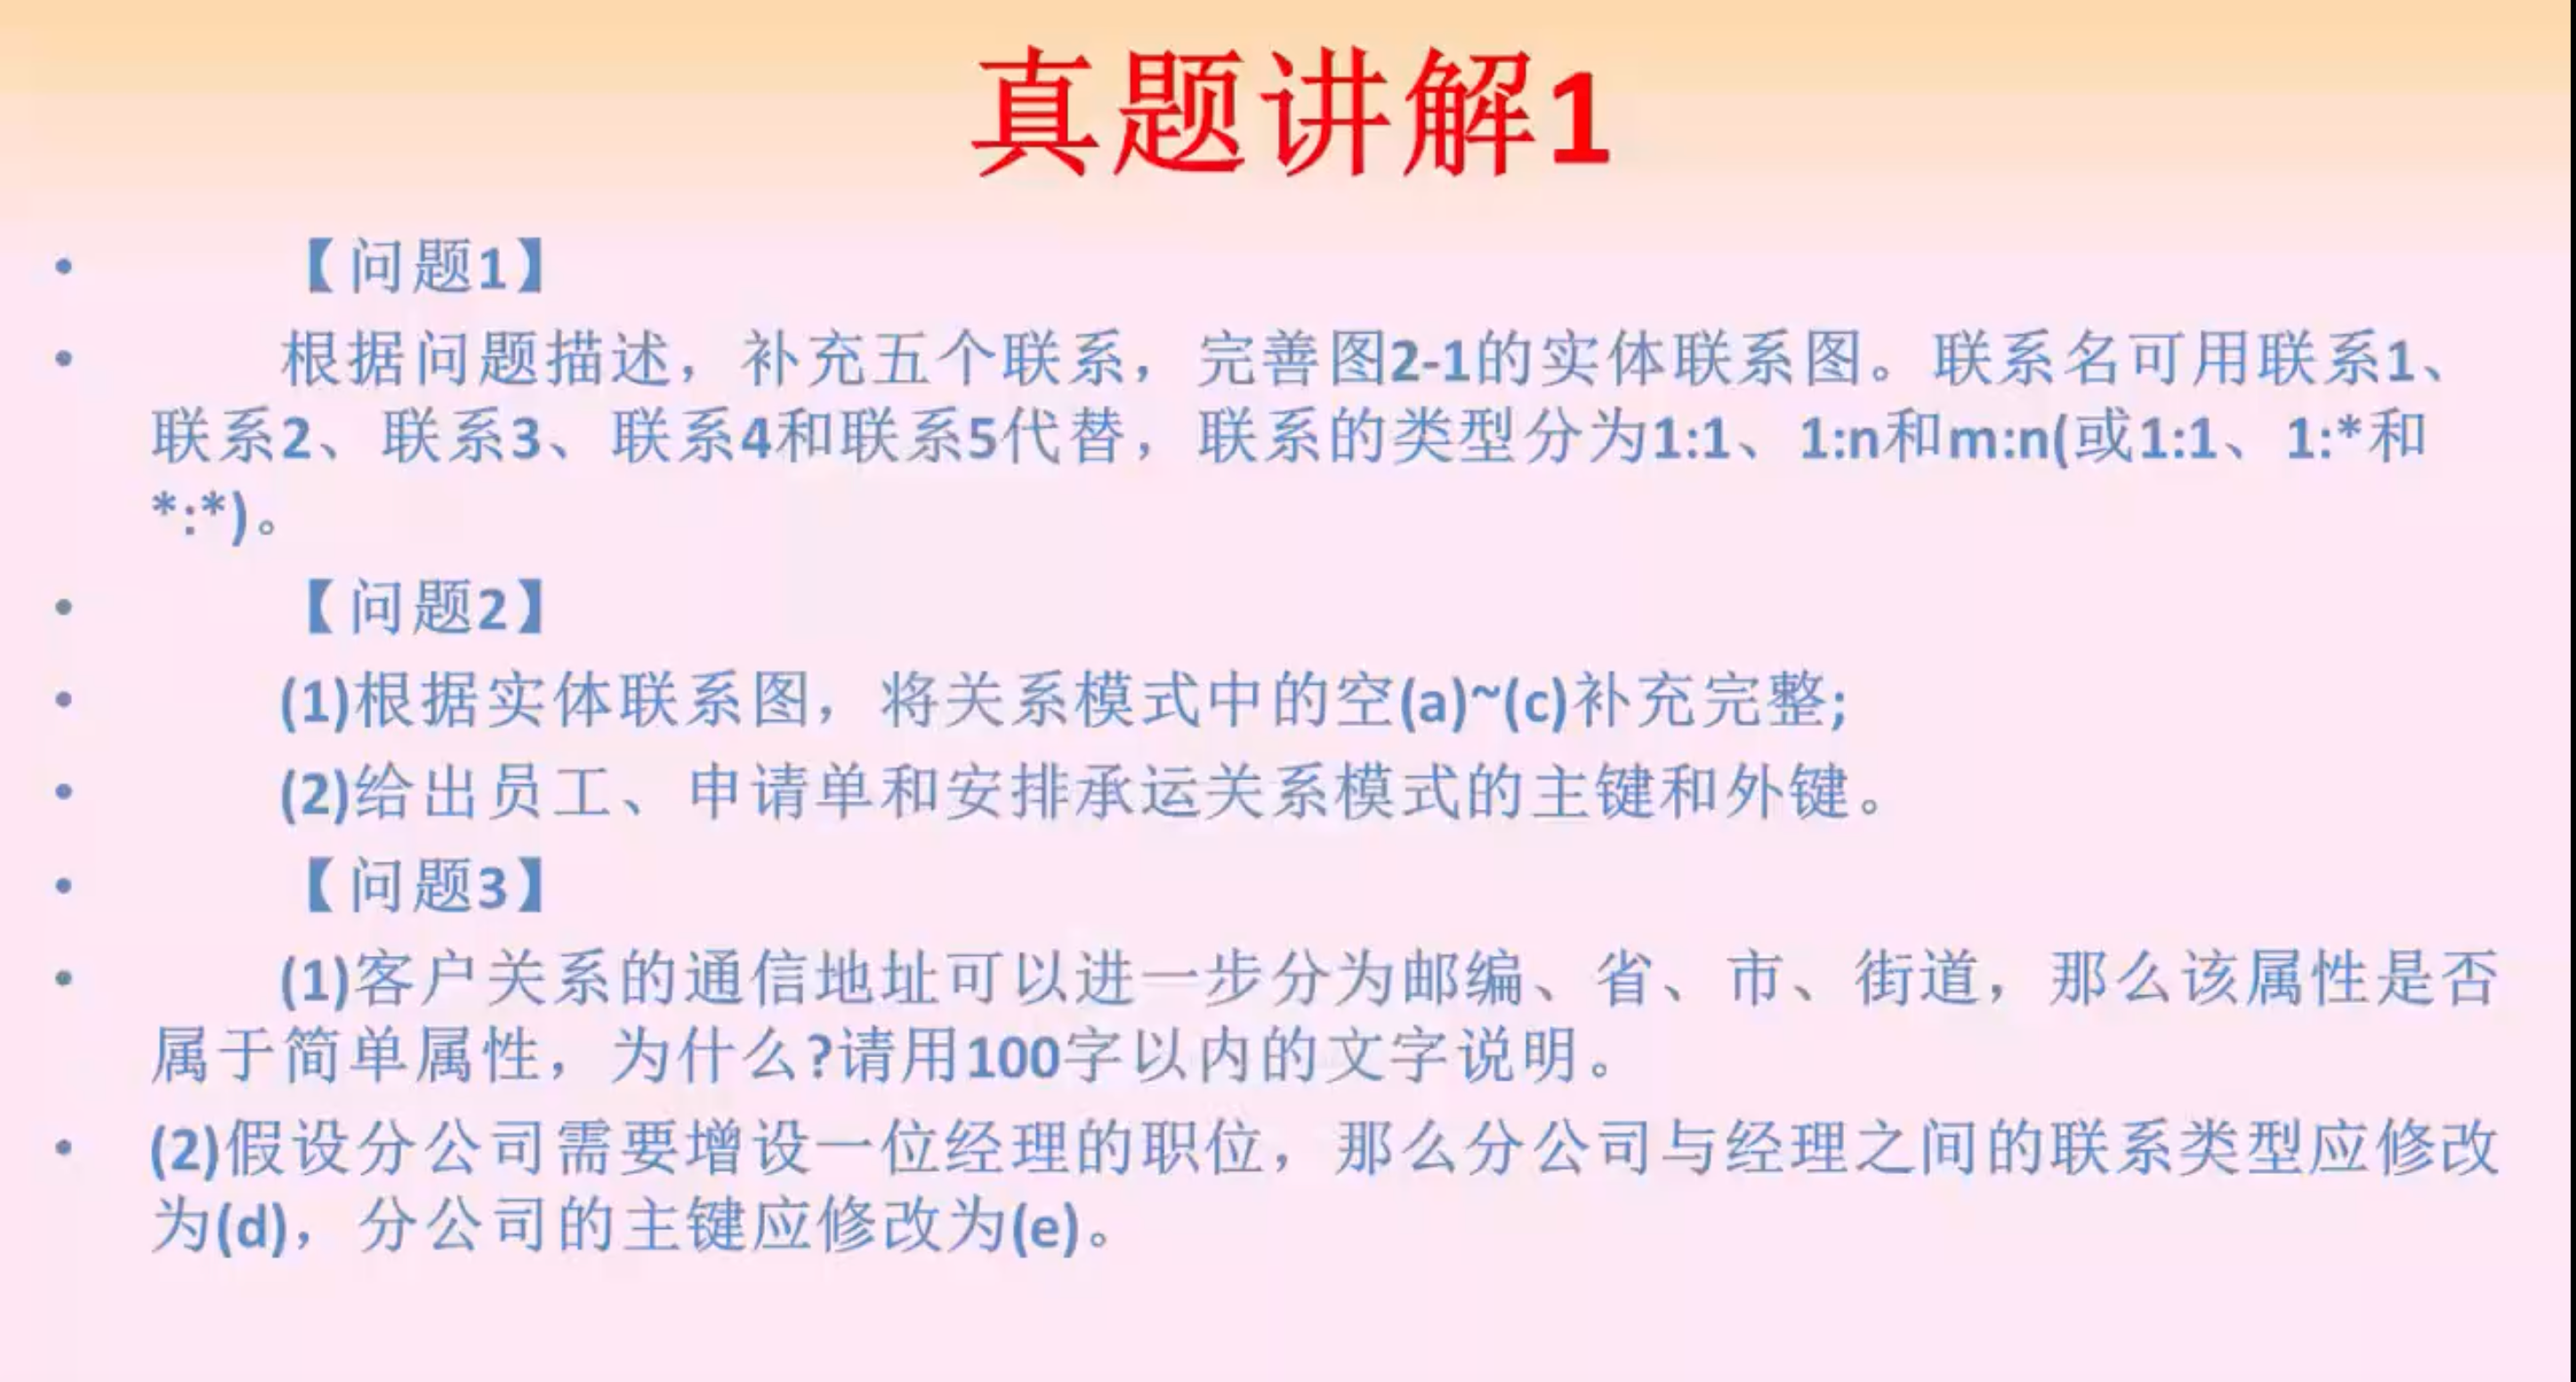 真题讲解1
• 【问题1】
• 根据问题描述，补充五个联系，完善图2-1的实体联系图。联系名可用联系1、
联系2、联系3、联系4和联系5代替，联系的类型分为1:1、1:n和m:n(或1:1、1:*和
*:*)。
• 【问题2】
• (1)根据实体联系图，将关系模式中的空(a)~(c)补充完整;
• (2)给出员工、申请单和安排承运关系模式的主键和外键。
• 【问题3】
• (1)客户关系的通信地址可以进一步分为邮编、省、市、街道，那么该属性是否
属于简单属性，为什么?请用100字以内的文字说明。
• (2)假设分公司需要增设一位经理的职位，那么分公司与经理之间的联系类型应修改
为(d)，分公司的主键应修改为(e)。